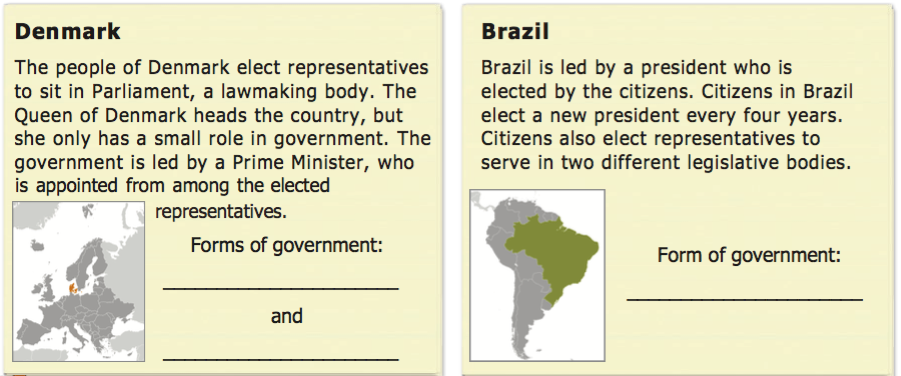 Denmark
The people of Denmark elect representatives
to sit in Parliament, a lawmaking body. The
Queen of Denmark heads the country, but
she only has a small role in government. The
government is led by a Prime Minister, who
is appointed from among the elected
representatives.
Forms of government:
and
Brazil
Brazil is led by a president who is
elected by the citizens. Citizens in Brazil
elect a new president every four years.
Citizens also elect representatives to
serve in two different legislative bodies.
Form of government: